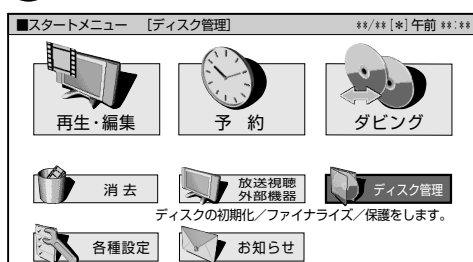 ■スタートメニュー [ディスク管理] **/**[*]午前**:**
再生・編集
予 約
ダビング
消 去
放送視聴
外部機器
ディスク管理
ディスクの初期化／ファイナライズ／保護をします。
各種設定
お知らせ